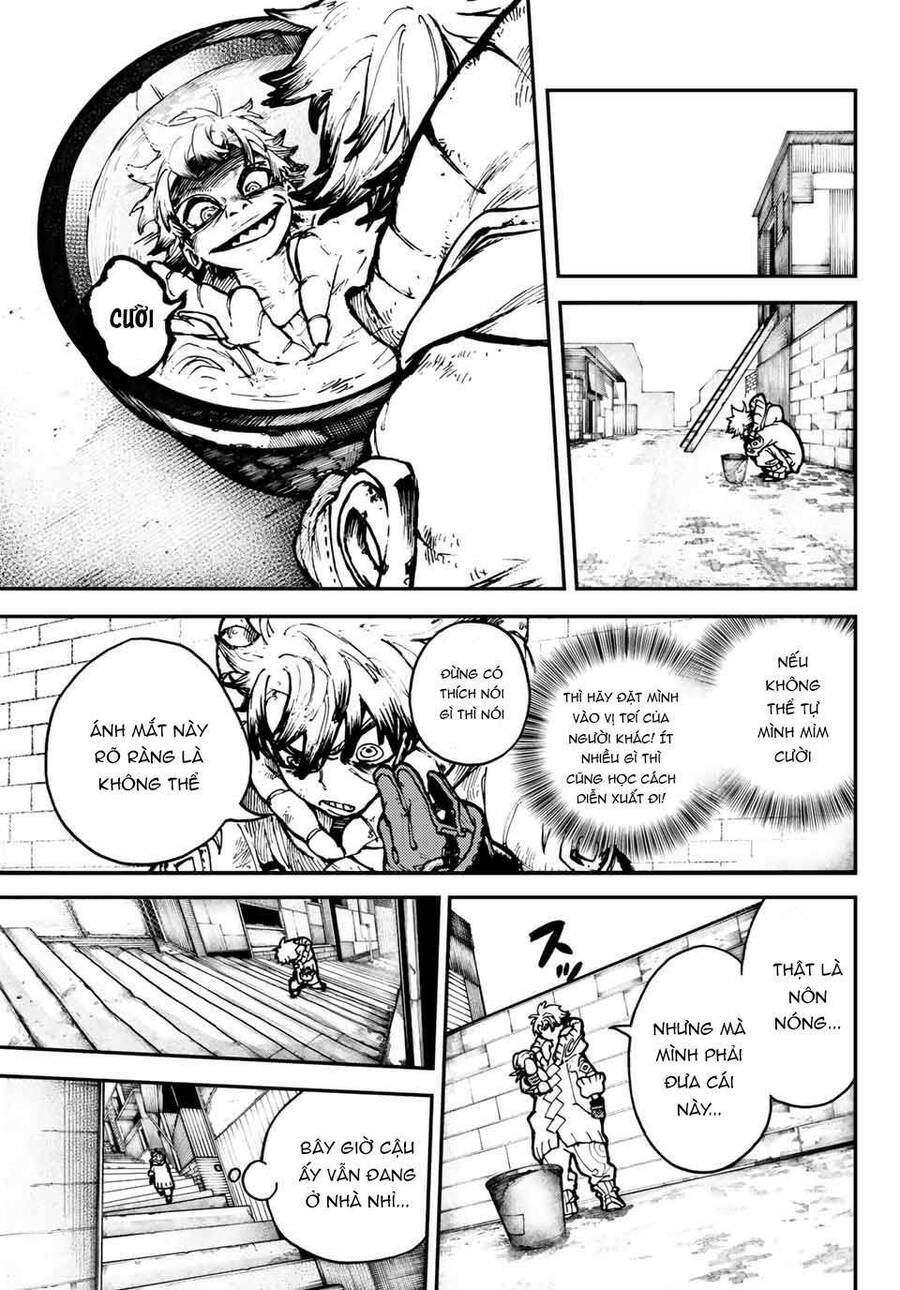 CƯỜI
NẾU
KHÔNG
THỂ TỰ
MÌNH MỈM
CƯỜI
THÌ HÃY ĐẶT MÌNH
VÀO VỊ TRÍ CỦA
NGƯỜI KHÁC! ÍT
NHIỀU GÌ THÌ
CŨNG HỌC CÁCH
DIỄN XUẤT ĐI!
ĐỪNG CÓ
THÍCH NÓI
GÌ THÌ NÓI
ÁNH MẮT NÀY
RÕ RÀNG LÀ
KHÔNG THỂ
THẬT LÀ
NÔN
NÓNG...
NHƯNG MÀ
MÌNH PHẢI
ĐƯA CÁI
NÀY...
スッ
BÂY GIỜ CẬU
ẤY VẪN ĐANG
Ở NHÀ NHỈ...